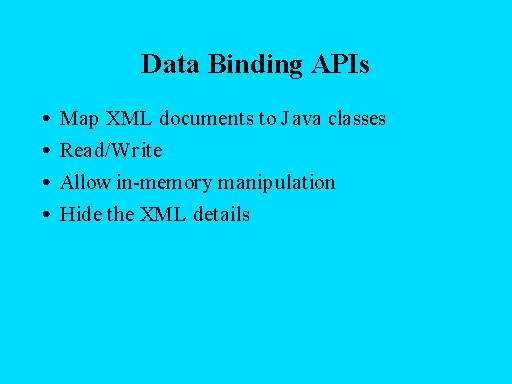 Data Binding APIs
• Map XML documents to Java classes
• Read/Write
• Allow in-memory manipulation
• Hide the XML details